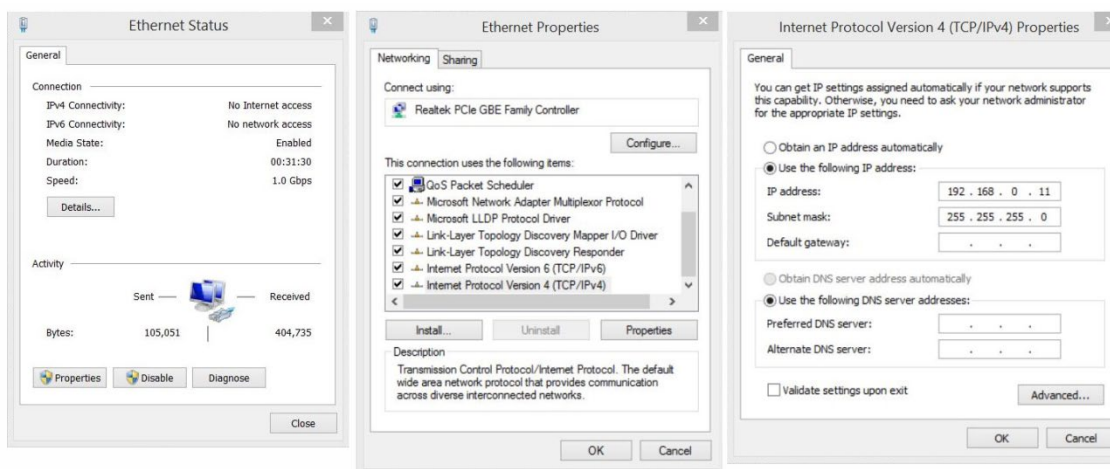 Ethernet Status
General
Connection
IPv4 Connectivity: No Internet access
IPv6 Connectivity: No network access
Media State: Enabled
Duration: 00:31:30
Speed: 1.0 Gbps
Details...
Activity
Sent Received
Bytes: 105,051 404,735
Properties Disable Diagnose
Close
Ethernet Properties
Networking Sharing
Connect using:
Realtek PCIe GBE Family Controller
Configure...
This connection uses the following items:
QoS Packet Scheduler
Microsoft Network Adapter Multiplexor Protocol
Microsoft LLDP Protocol Driver
Link-Layer Topology Discovery Mapper I/O Driver
Link-Layer Topology Discovery Responder
Internet Protocol Version 6 (TCP/IPv6)
Internet Protocol Version 4 (TCP/IPv4)
Install... Uninstall Properties
Description
Transmission Control Protocol/Internet Protocol. The default
wide area network protocol that provides communication
across diverse interconnected networks.
OK Cancel
Internet Protocol Version 4 (TCP/IPv4) Properties
General
You can get IP settings assigned automatically if your network supports
this capability. Otherwise, you need to ask your network administrator
for the appropriate IP settings.
Obtain an IP address automatically
Use the following IP address:
IP address: 192 . 168 . 0 . 11
Subnet mask: 255 . 255 . 255 . 0
Default gateway: . . .
Obtain DNS server address automatically
Use the following DNS server addresses:
Preferred DNS server: . . .
Alternate DNS server: . . .
Validate settings upon exit
Advanced...
OK Cancel